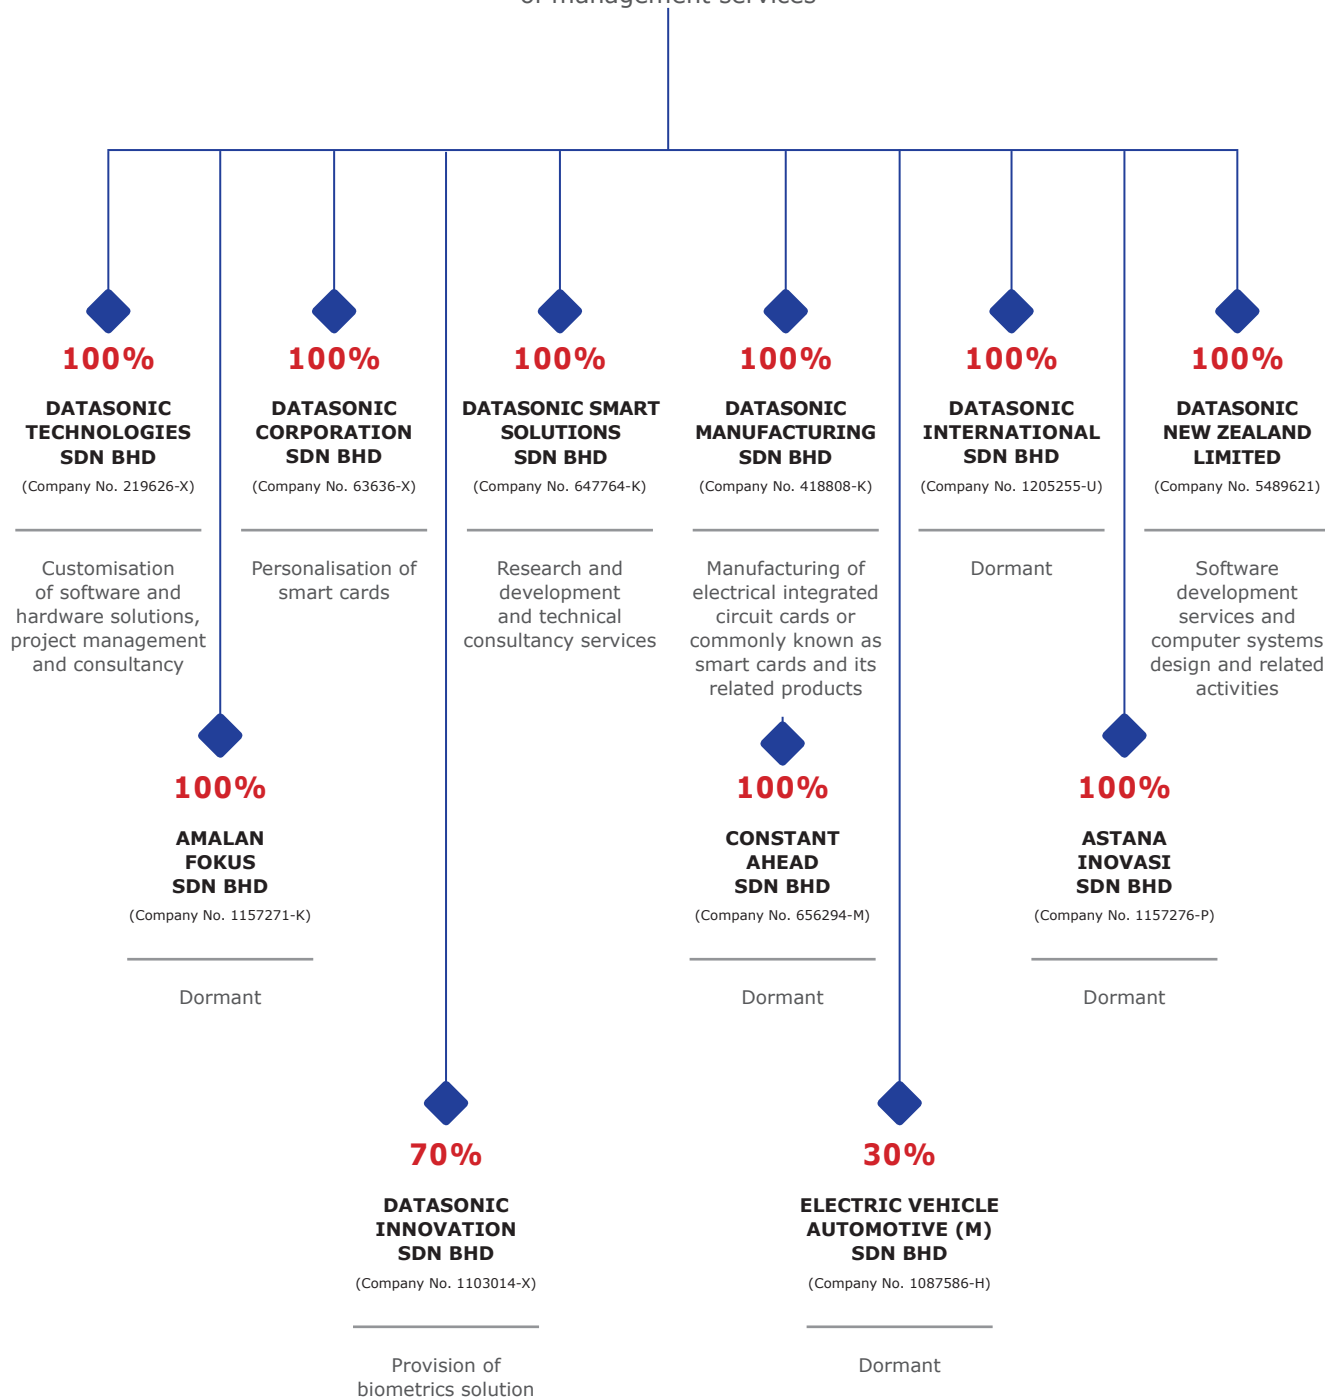 of management services
100%
DATASONIC
TECHNOLOGIES
SDN BHD
(Company No. 219626-X)
Customisation
of software and
hardware solutions,
project management
and consultancy
100%
DATASONIC
CORPORATION
SDN BHD
(Company No. 63636-X)
Personalisation of
smart cards
100%
DATASONIC SMART
SOLUTIONS
SDN BHD
(Company No. 647764-K)
Research and
development
and technical
consultancy services
100%
DATASONIC
MANUFACTURING
SDN BHD
(Company No. 418808-K)
Manufacturing of
electrical integrated
circuit cards or
commonly known as
smart cards and its
related products
100%
DATASONIC
INTERNATIONAL
SDN BHD
(Company No. 1205255-U)
Dormant
100%
DATASONIC
NEW ZEALAND
LIMITED
(Company No. 5489621)
Software
development
services and
computer systems
design and related
activities
100%
AMALAN
FOKUS
SDN BHD
(Company No. 1157271-K)
Dormant
100%
CONSTANT
AHEAD
SDN BHD
(Company No. 656294-M)
Dormant
100%
ASTANA
INOVASI
SDN BHD
(Company No. 1157276-P)
Dormant
70%
DATASONIC
INNOVATION
SDN BHD
(Company No. 1103014-X)
Provision of
biometrics solution
30%
ELECTRIC VEHICLE
AUTOMOTIVE (M)
SDN BHD
(Company No. 1087586-H)
Dormant